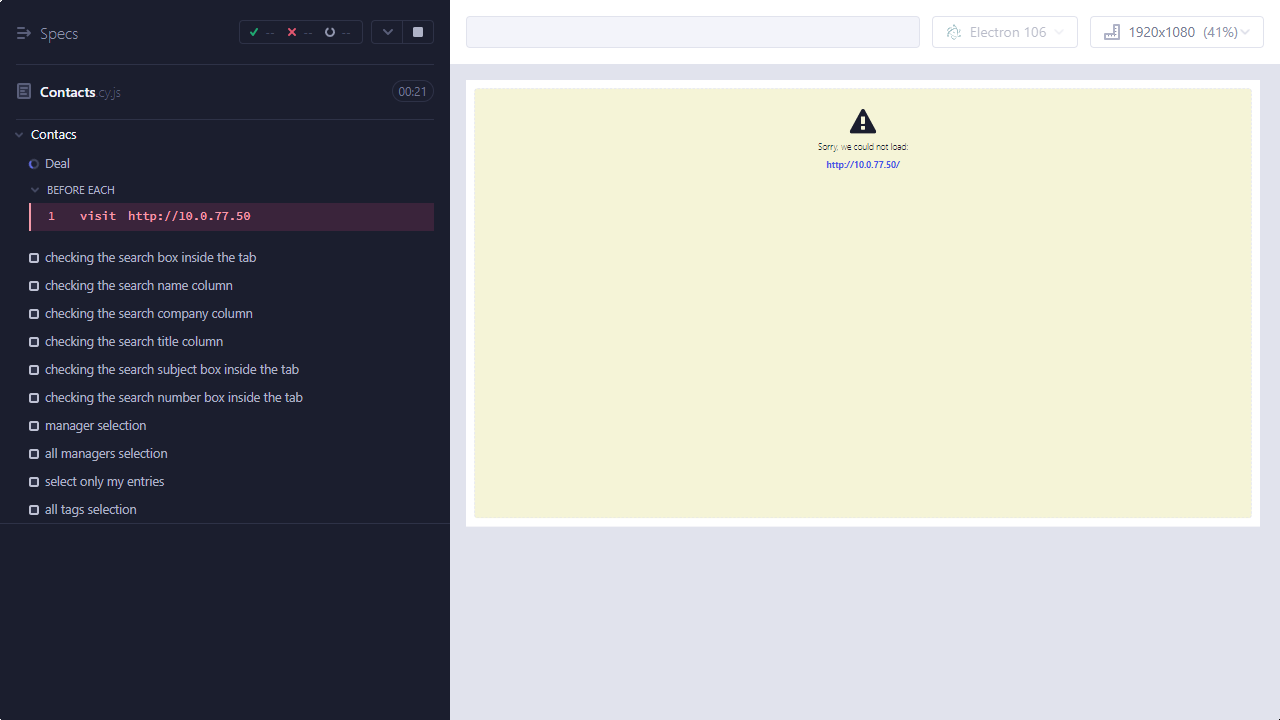 Specs
--
--
--
Contacts cy.js
00:21
Contacs
Deal
BEFORE EACH
1 visit http://10.0.77.50
checking the search box inside the tab
checking the search name column
checking the search company column
checking the search title column
checking the search subject box inside the tab
checking the search number box inside the tab
manager selection
all managers selection
select only my entries
all tags selection
Electron 106
1920x1080 (41%)
Sorry, we could not load:
http://10.0.77.50/